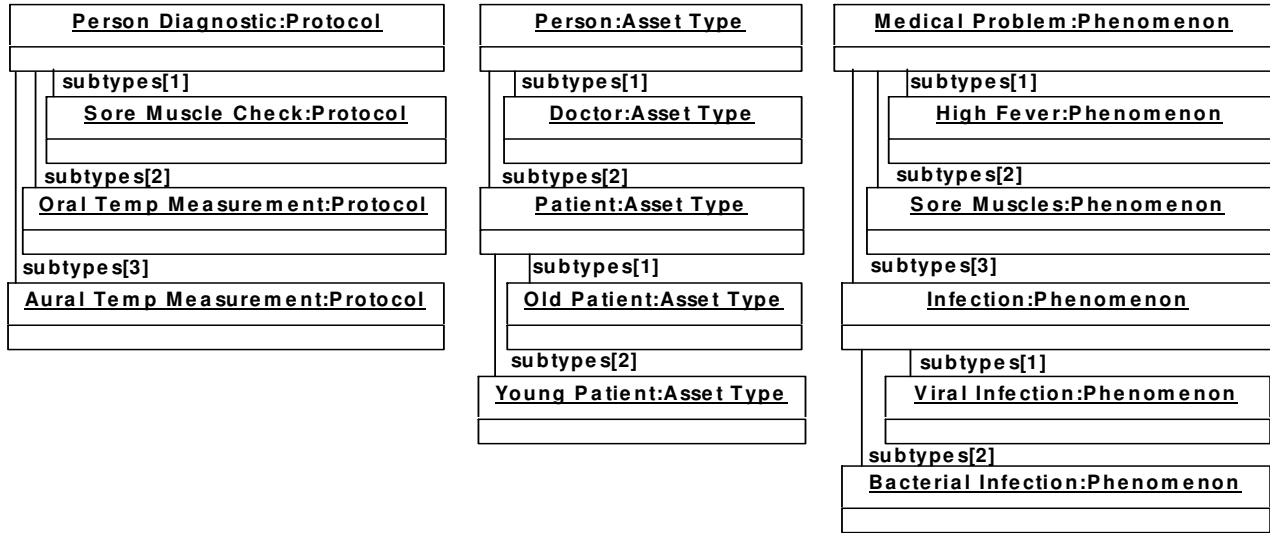 Person Diagnostic:Protocol
subtypes[1]
Sore Muscle Check:Protocol
subtypes[2]
Oral Temp Measurement:Protocol
subtypes[3]
Aural Temp Measurement:Protocol
Person:Asset Type
subtypes[1]
Doctor:Asset Type
subtypes[2]
Patient:Asset Type
subtypes[1]
Old Patient:Asset Type
subtypes[2]
Young Patient:Asset Type
Medical Problem:Phenomenon
subtypes[1]
High Fever:Phenomenon
subtypes[2]
Sore Muscles:Phenomenon
subtypes[3]
Infection:Phenomenon
subtypes[1]
Viral Infection:Phenomenon
subtypes[2]
Bacterial Infection:Phenomenon